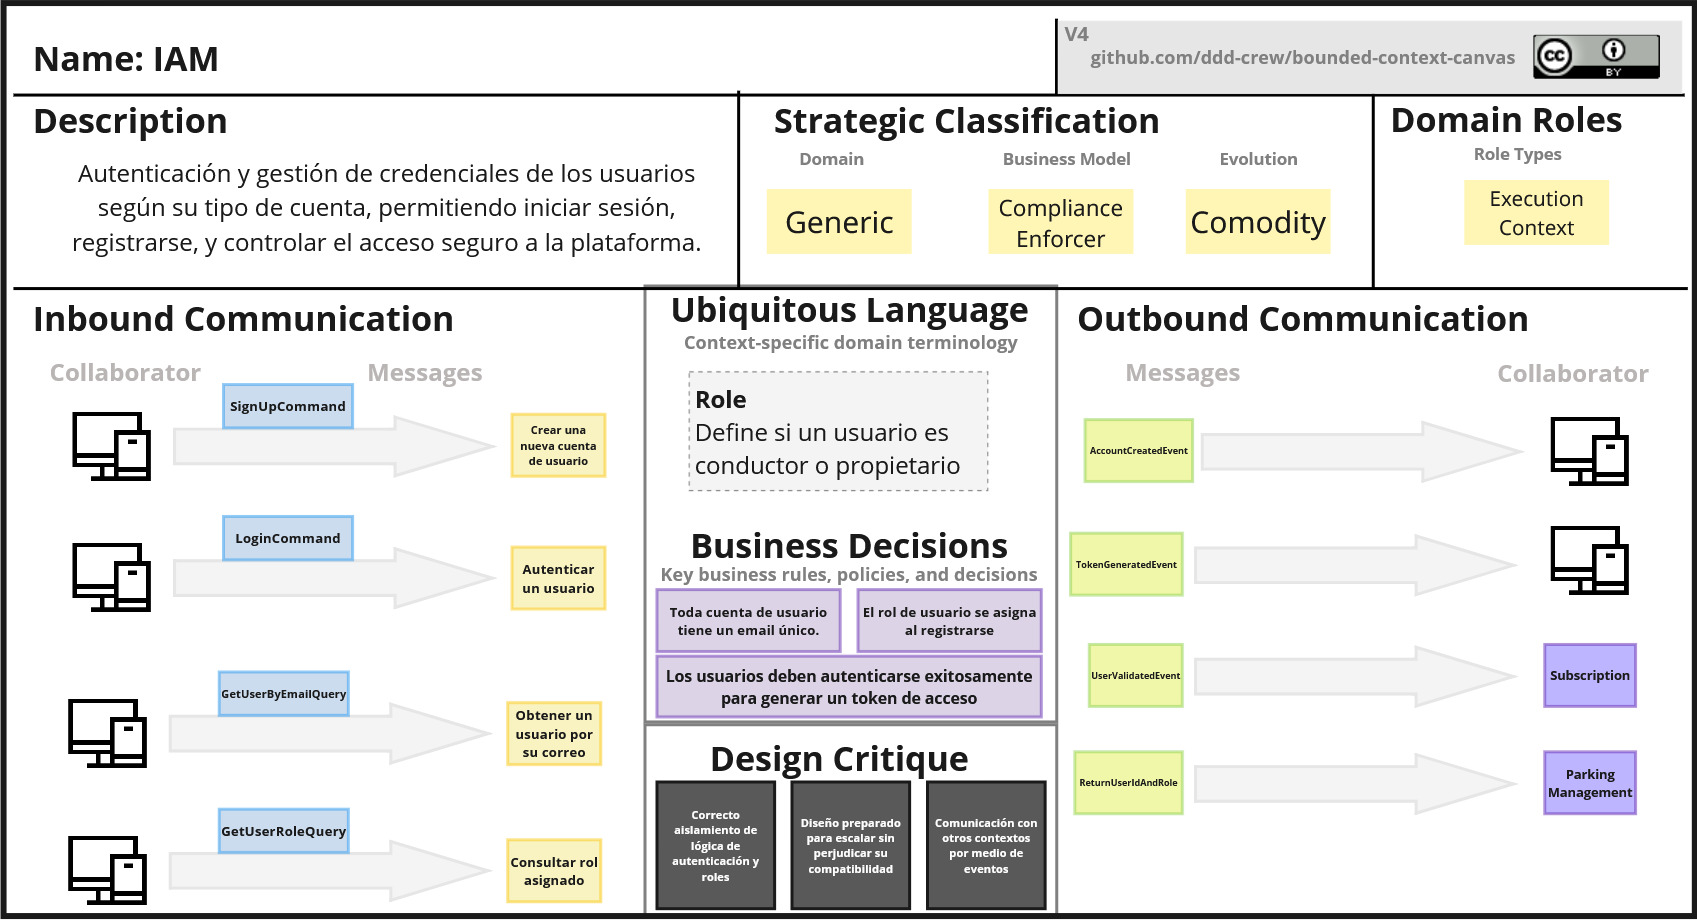 Name: IAM
V4
github.com/ddd-crew/bounded-context-canvas
cc
BY
Description
Autenticación y gestión de credenciales de los usuarios
según su tipo de cuenta, permitiendo iniciar sesión,
registrarse, y controlar el acceso seguro a la plataforma.
Strategic Classification
Domain
Business Model
Evolution
Generic
Compliance
Enforcer
Comodity
Domain Roles
Role Types
Execution
Context
Inbound Communication
Collaborator
Messages
SignUpCommand
Crear una
nueva cuenta
de usuario
LoginCommand
Autenticar
un usuario
GetUserByEmailQuery
Obtener un
usuario por
su correo
GetUserRoleQuery
Consultar rol
asignado
Ubiquitous Language
Context-specific domain terminology
Role
Define si un usuario es
conductor o propietario
Business Decisions
Key business rules, policies, and decisions
Toda cuenta de usuario
tiene un email único.
El rol de usuario se asigna
al registrarse
Los usuarios deben autenticarse exitosamente
para generar un token de acceso
Design Critique
Correcto
aislamiento de
lógica de
autenticación y
roles
Diseño preparado
para escalar sin
perjudicar su
compatibilidad
Comunicación con
otros contextos
por medio de
eventos
Outbound Communication
Messages
Collaborator
AccountCreatedEvent
TokenGeneratedEvent
UserValidatedEvent
Subscription
ReturnUserIdAndRole
Parking
Management